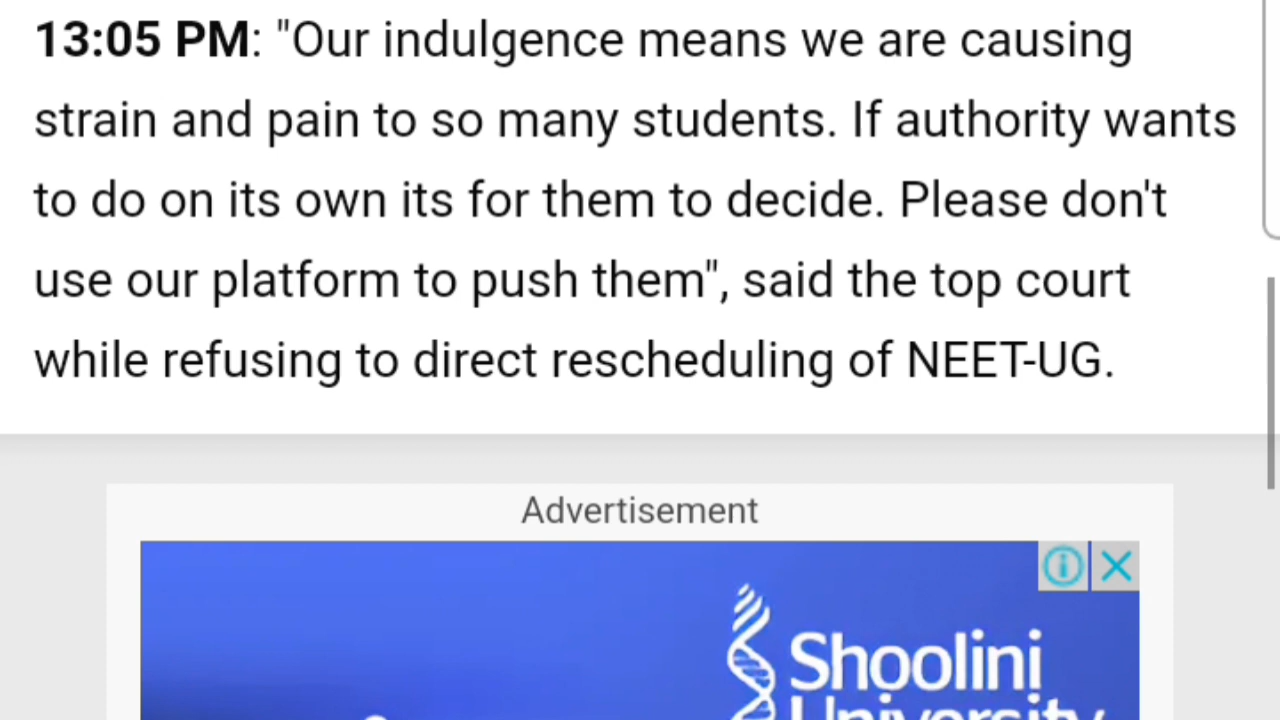 13:05 PM: "Our indulgence means we are causing
strain and pain to so many students. If authority wants
to do on its own its for them to decide. Please don't
use our platform to push them", said the top court
while refusing to direct rescheduling of NEET-UG.
Advertisement
Shoolini
University